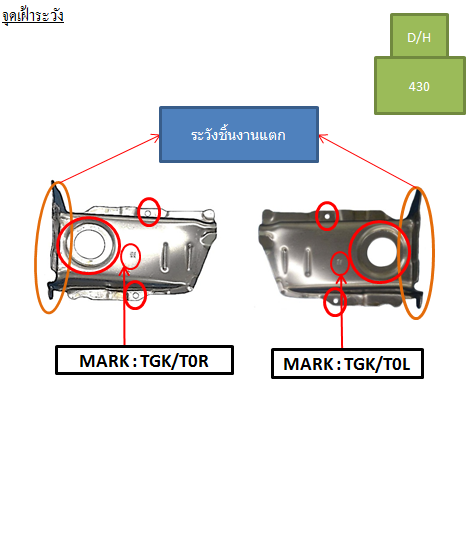 จุดเฝ้าระวัง
D/H
430
ระวังชิ้นงานแตก
MARK : TGK/T0R
MARK : TGK/T0L